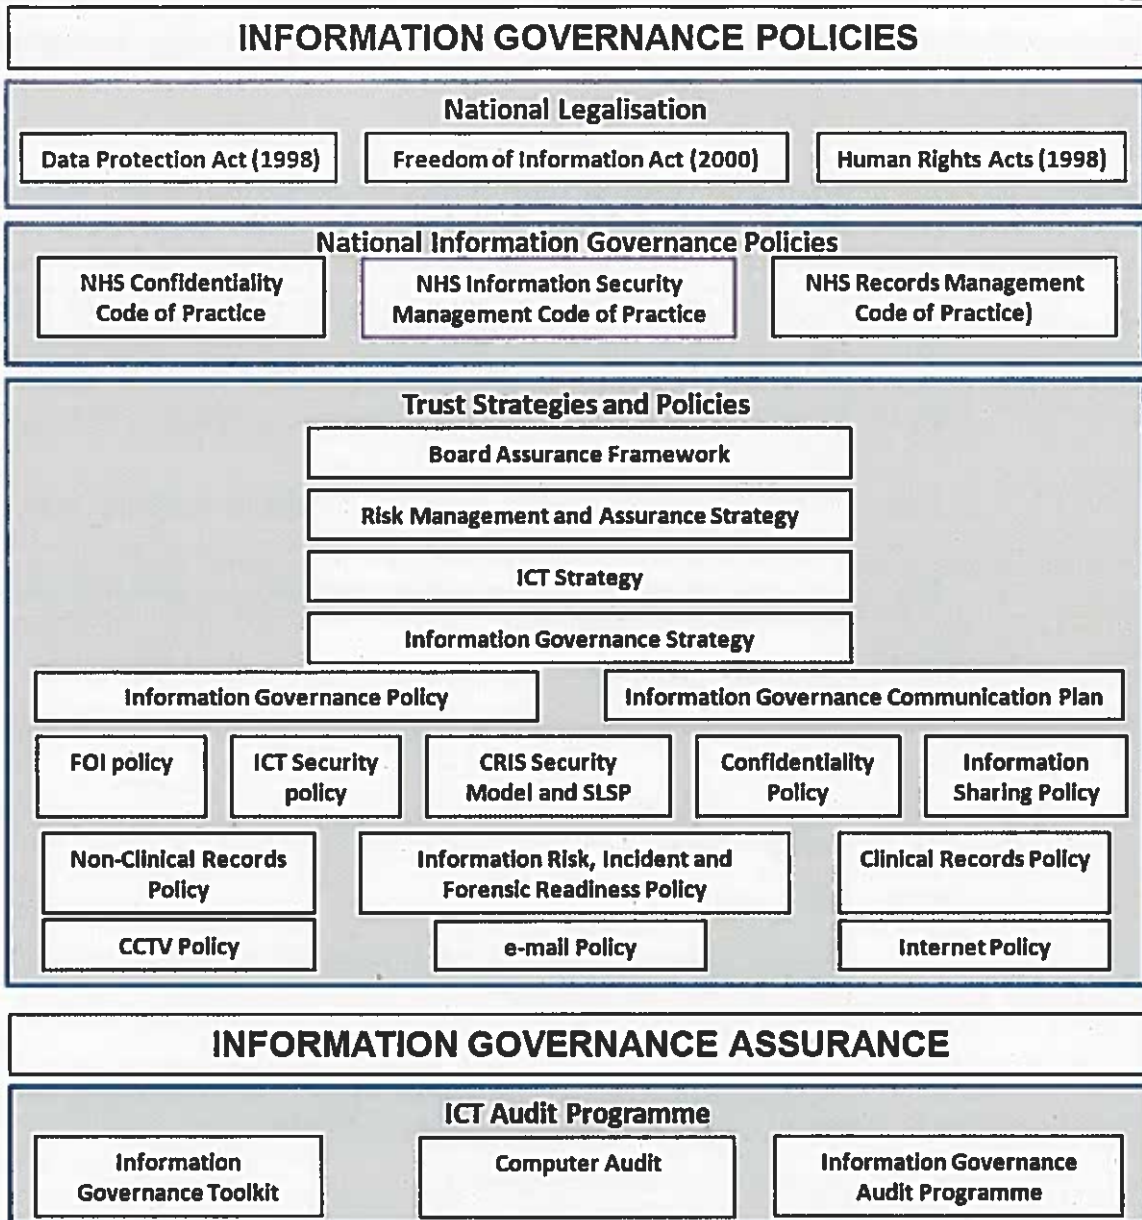 INFORMATION GOVERNANCE POLICIES
National Legalisation
Data Protection Act (1998)
Freedom of Information Act (2000)
Human Rights Acts (1998)
National Information Governance Policies
NHS Confidentiality
Code of Practice
NHS Information Security
Management Code of Practice
NHS Records Management
Code of Practice)
Trust Strategies and Policies
Board Assurance Framework
Risk Management and Assurance Strategy
ICT Strategy
Information Governance Strategy
Information Governance Policy
Information Governance Communication Plan
FOI policy
ICT Security
policy
CRIS Security
Model and SLSP
Confidentiality
Policy
Information
Sharing Policy
Non-Clinical Records
Policy
Information Risk, Incident and
Forensic Readiness Policy
Clinical Records Policy
CCTV Policy
e-mail Policy
Internet Policy
INFORMATION GOVERNANCE ASSURANCE
ICT Audit Programme
Information
Governance Toolkit
Computer Audit
Information Governance
Audit Programme